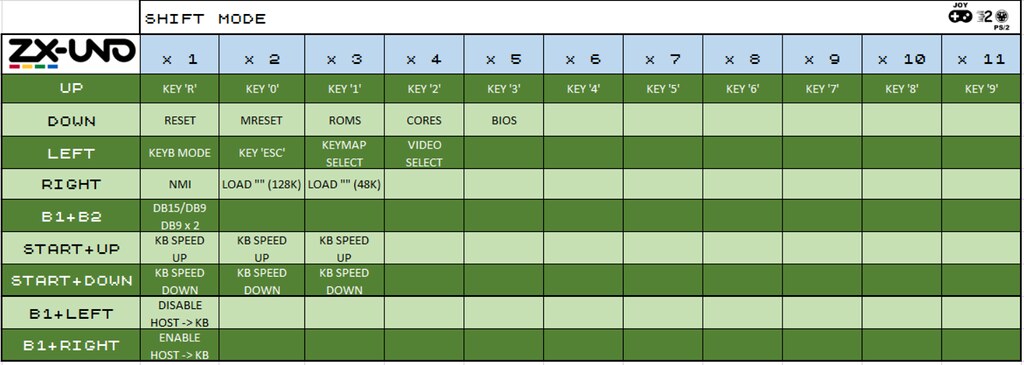 SHIFT MODE
JOY
2
PS/2
ZX-UNO x 1 x 2 x 3 x 4 x 5 x 6 x 7 x 8 x 9 x 10 x 11
UP KEY 'R' KEY '0' KEY '1' KEY '2' KEY '3' KEY '4' KEY '5' KEY '6' KEY '7' KEY '8' KEY '9'
DOWN RESET MRESET ROMS CORES BIOS
LEFT KEYB MODE KEY 'ESC' KEYMAP SELECT VIDEO SELECT
RIGHT NMI LOAD "" (128K) LOAD "" (48K)
B1+B2 DB15/DB9 DB9 x 2
START+UP KB SPEED UP KB SPEED UP KB SPEED UP
START+DOWN KB SPEED DOWN KB SPEED DOWN KB SPEED DOWN
B1+LEFT DISABLE HOST -> KB
B1+RIGHT ENABLE HOST -> KB